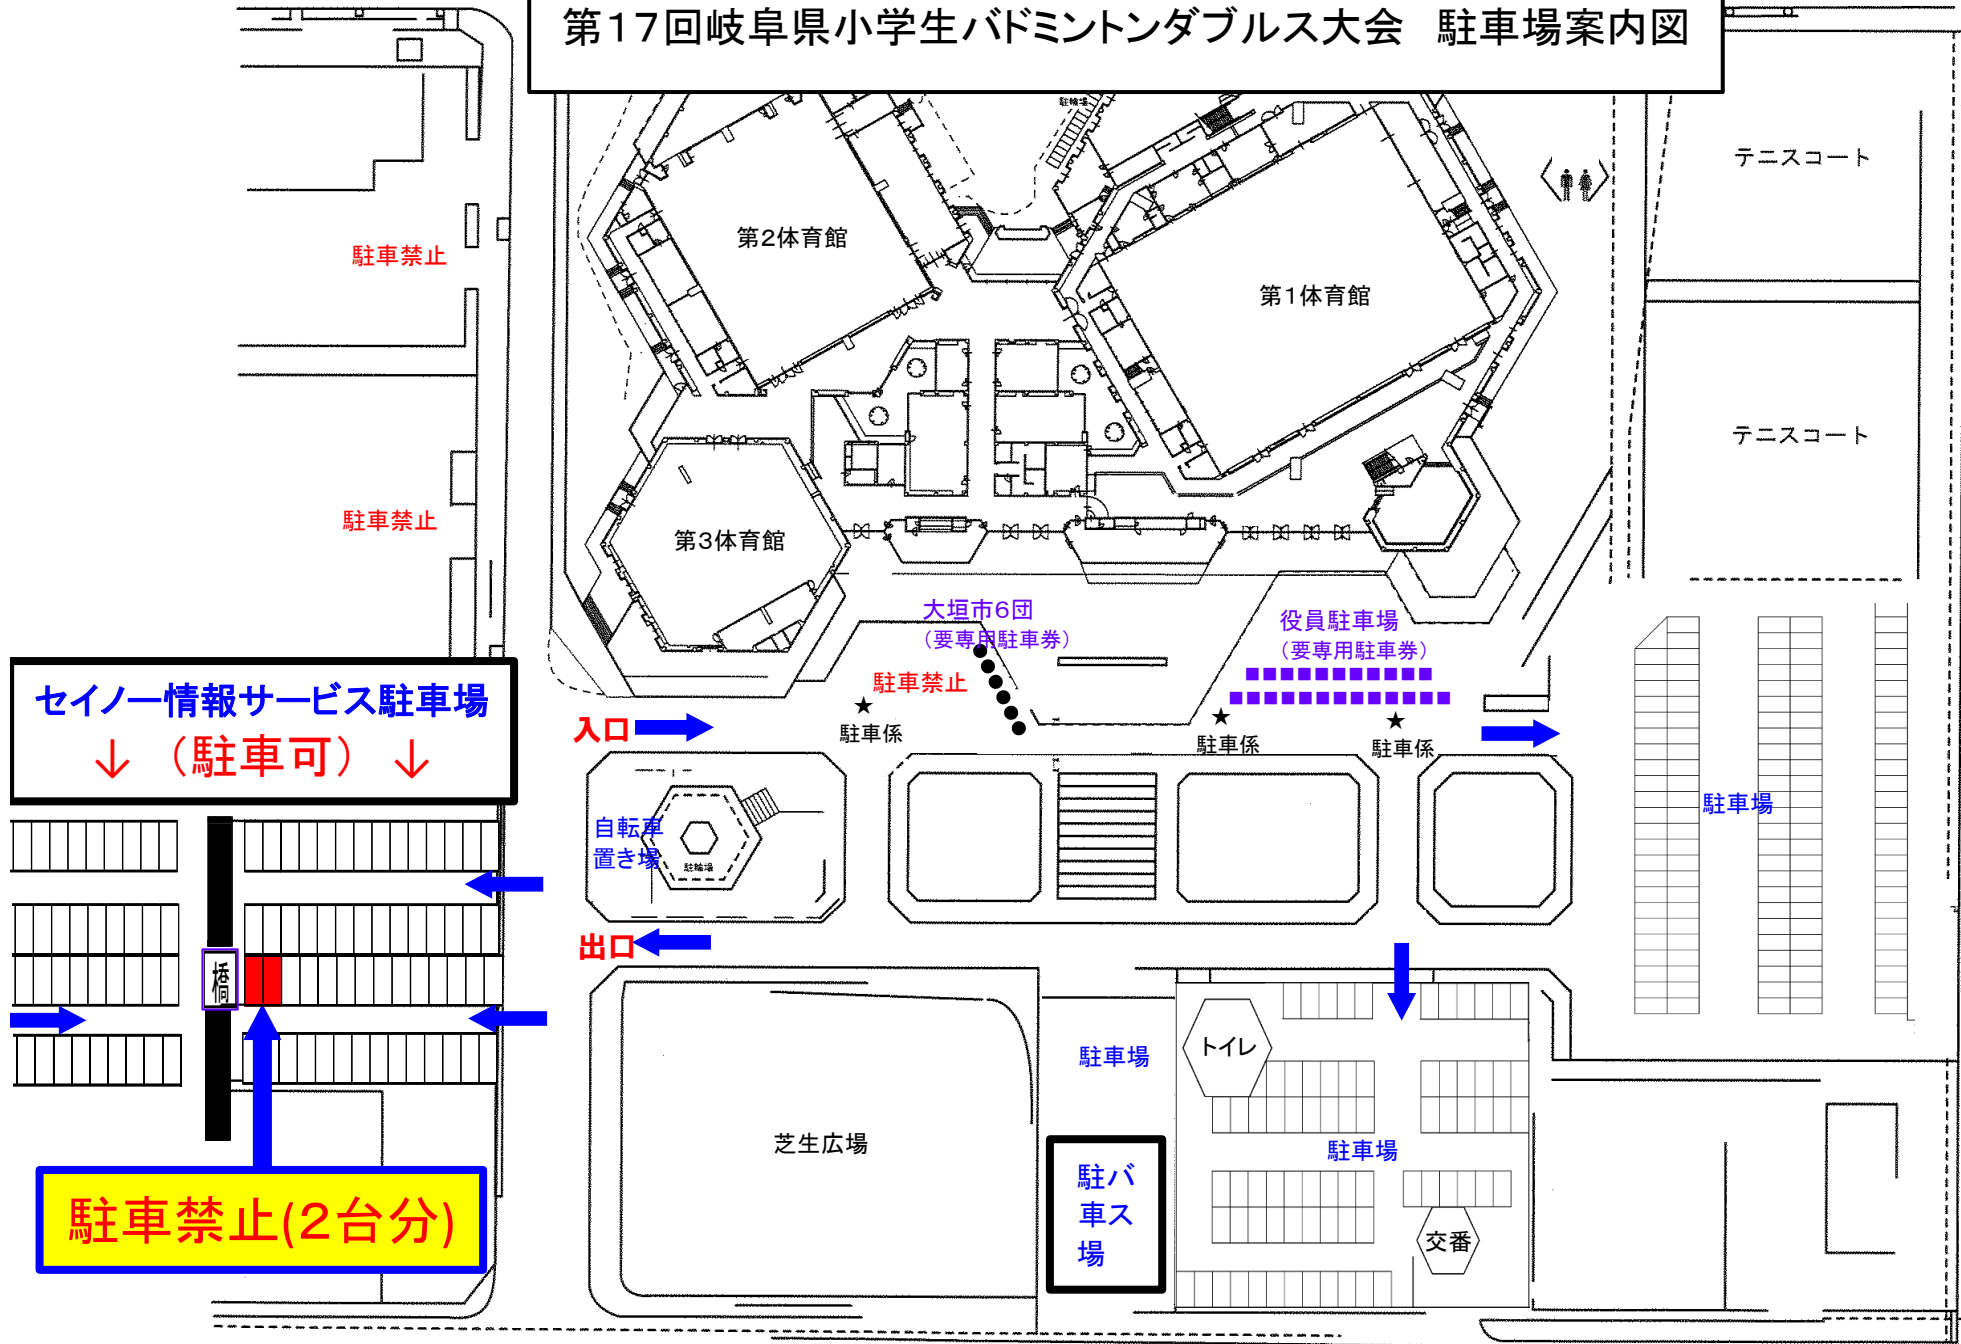 第17回岐阜県小学生バドミントンダブルス大会　駐車場案内図
駐輪場
テニスコート
第2体育館
駐車禁止
第1体育館
テニスコート
駐車禁止
第3体育館
大垣市6団
（要専用駐車券）
役員駐車場
（要専用駐車券）
駐車禁止
セイノー情報サービス駐車場
↓　（駐車可）　↓
入口
★
駐車係
★
駐車係
★
駐車係
駐車場
自転車
置き場
駐輪場
出口
橋
トイレ
駐車場
芝生広場
駐車場
駐バ
車ス
場
交番
駐車禁止(2台分)